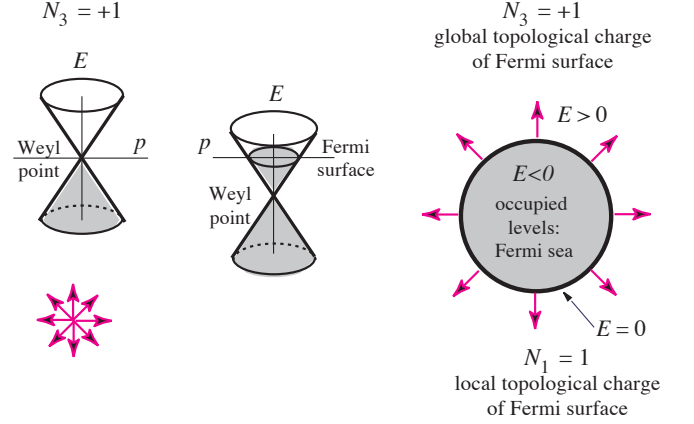 N₃ = +1
E
Weyl
point
p
E
p
Fermi
surface
Weyl
point
N₃ = +1
global topological charge
of Fermi surface
E > 0
E<0
occupied
levels:
Fermi sea
E = 0
N₁ = 1
local topological charge
of Fermi surface